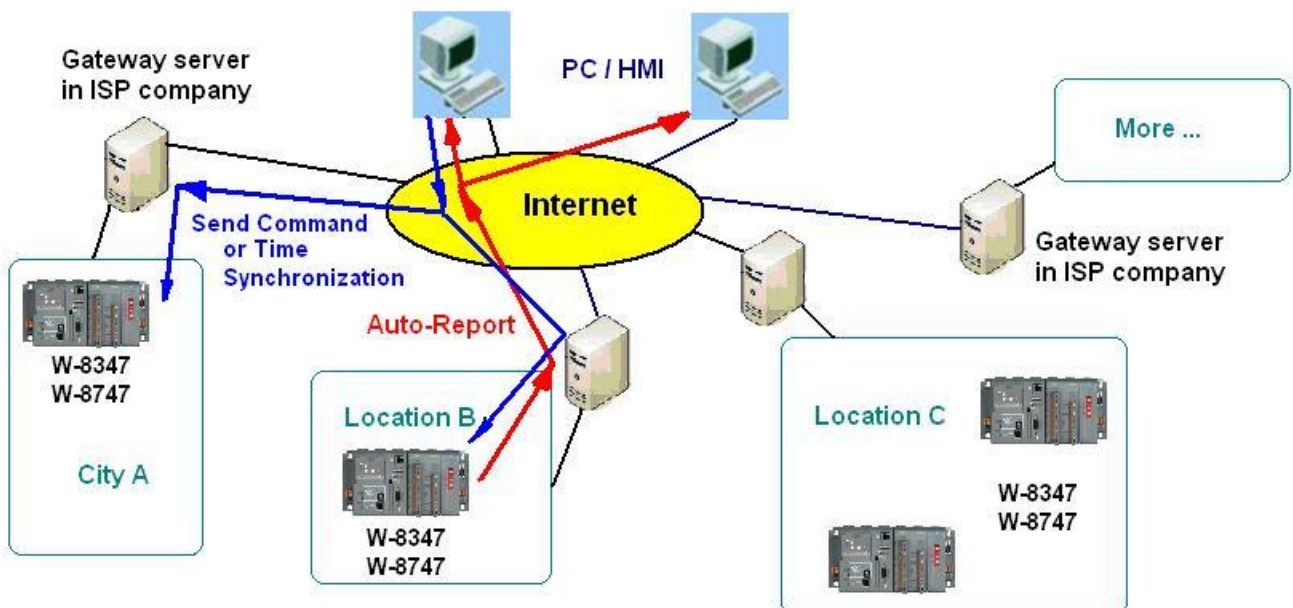 Gateway server
in ISP company
PC / HMI
More ...
Internet
Send Command
or Time
Synchronization
Gateway server
in ISP company
Auto-Report
W-8347
W-8747
City A
Location B
W-8347
W-8747
Location C
W-8347
W-8747